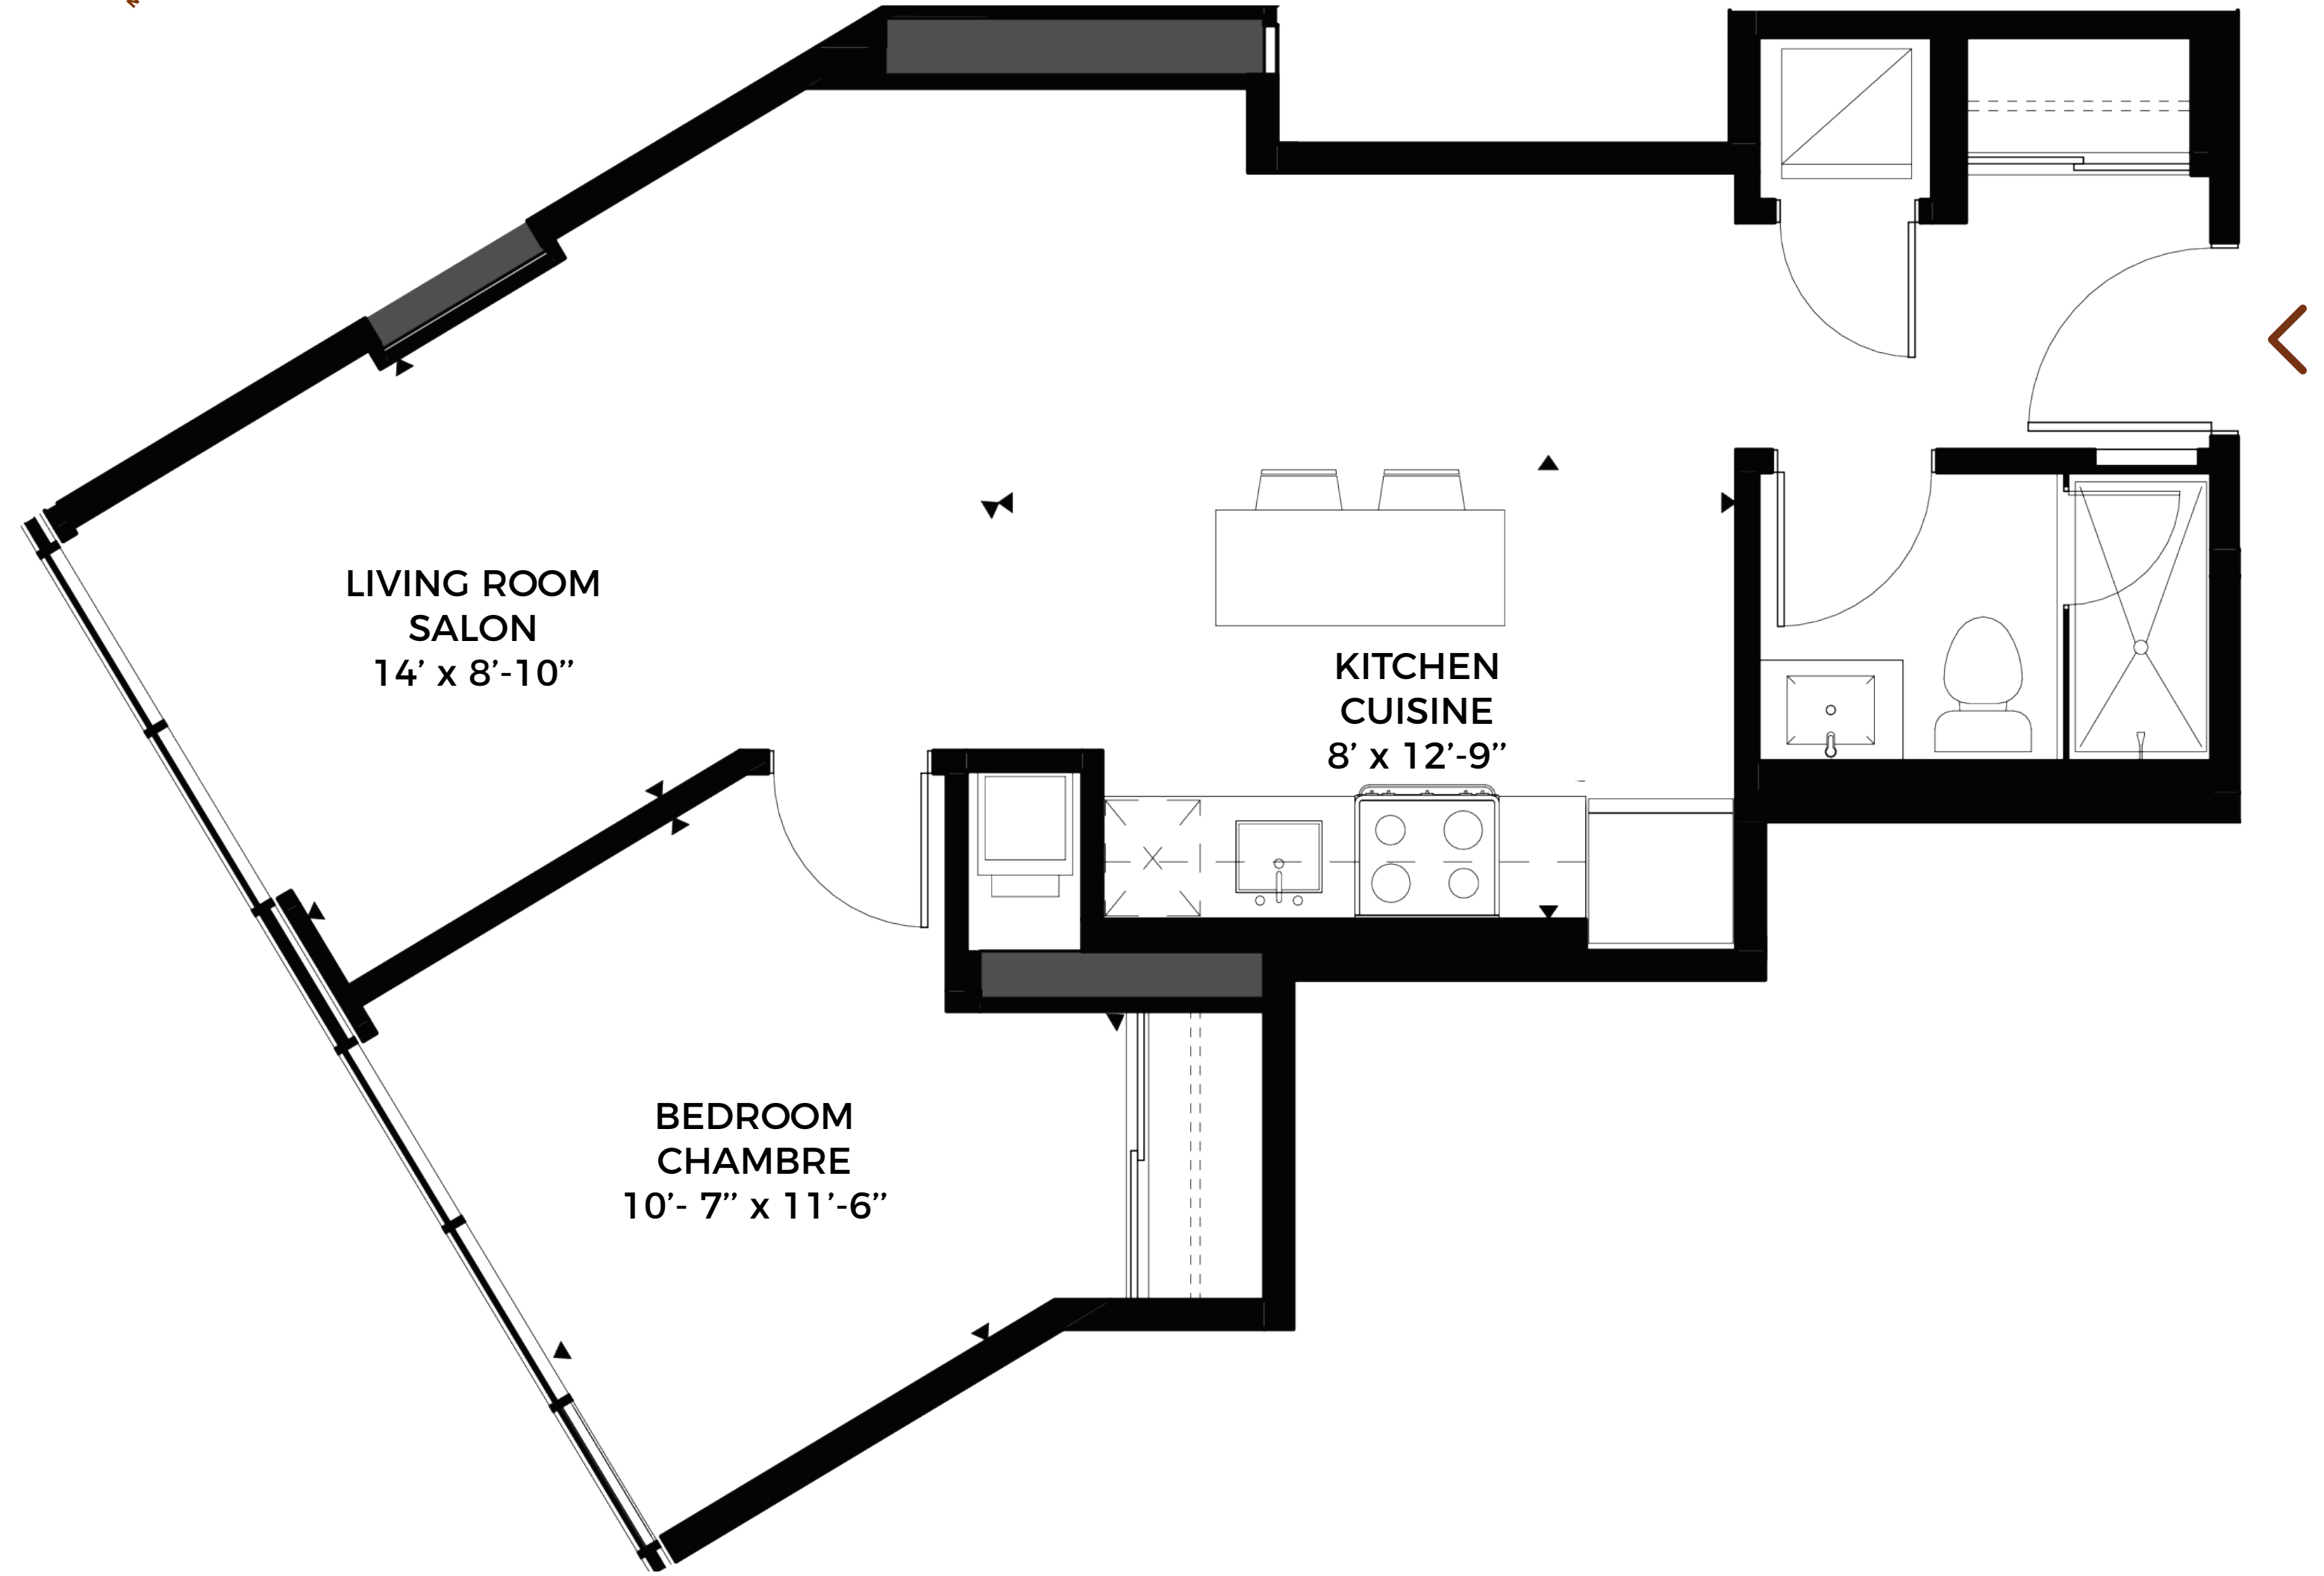 LIVING ROOM
SALON
14’ x 8’-10’’
KITCHEN
CUISINE
8’ x 12’-9’’
BEDROOM
CHAMBRE
10’- 7’’ x 11’-6’’